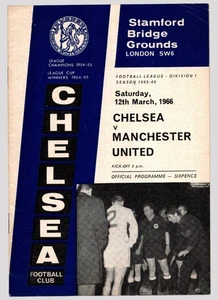 Stamford
Bridge
Grounds
LONDON SW6
LEAGUE
CHAMPIONS 1954-55
LEAGUE CUP
WINNERS 1964-65
FOOTBALL LEAGUE - DIVISION 1
SEASON 1965-66
Saturday,
12th March, 1966
CHELSEA
v
MANCHESTER
UNITED
KICK-OFF 3 p.m.
OFFICIAL PROGRAMME — SIXPENCE
CHELSEA
FOOTBALL
CLUB